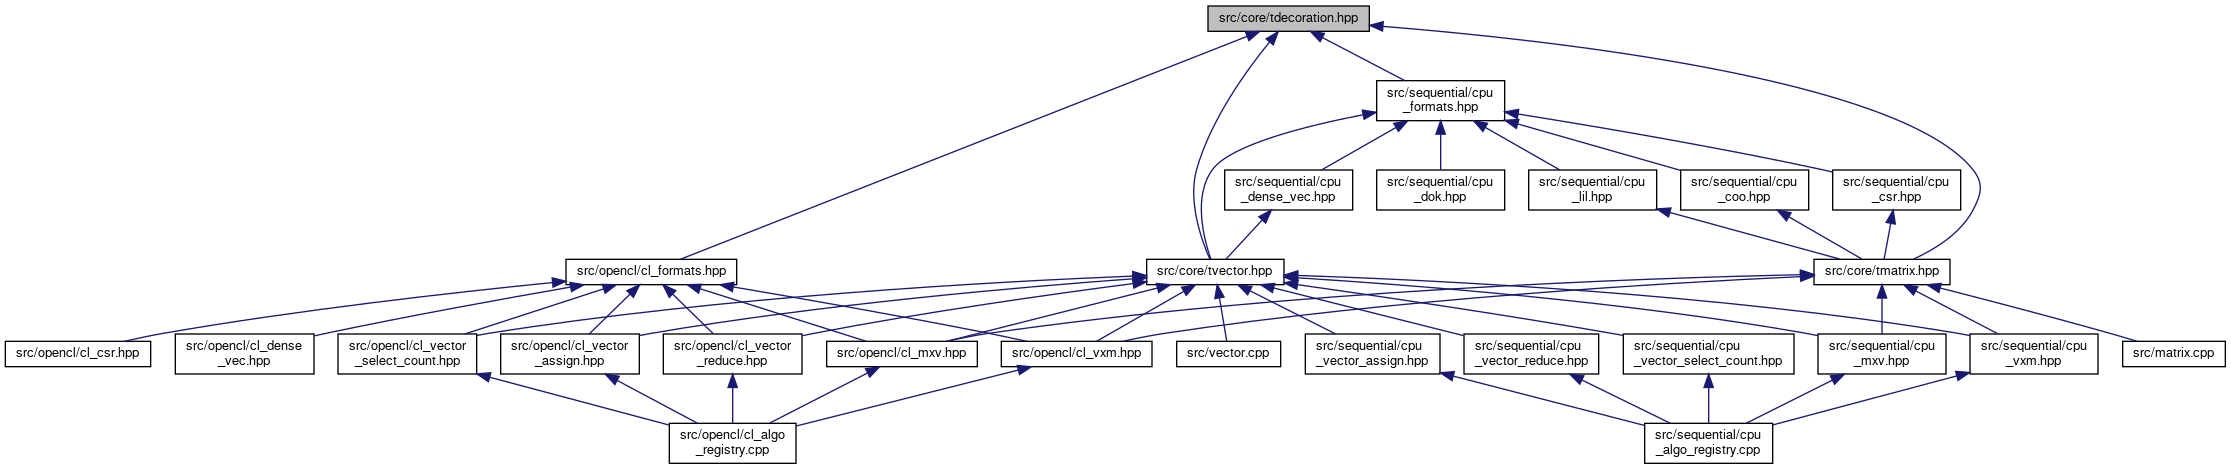 src/core/tdecoration.hpp
src/sequential/cpu
_formats.hpp
src/sequential/cpu
_dense_vec.hpp
src/sequential/cpu
_dok.hpp
src/sequential/cpu
_lil.hpp
src/sequential/cpu
_coo.hpp
src/sequential/cpu
_csr.hpp
src/opencl/cl_formats.hpp
src/core/tvector.hpp
src/core/tmatrix.hpp
src/opencl/cl_csr.hpp
src/opencl/cl_dense
_vec.hpp
src/opencl/cl_vector
_select_count.hpp
src/opencl/cl_vector
_assign.hpp
src/opencl/cl_vector
_reduce.hpp
src/opencl/cl_mxv.hpp
src/opencl/cl_vxm.hpp
src/vector.cpp
src/sequential/cpu
_vector_assign.hpp
src/sequential/cpu
_vector_reduce.hpp
src/sequential/cpu
_vector_select_count.hpp
src/sequential/cpu
_mxv.hpp
src/sequential/cpu
_vxm.hpp
src/matrix.cpp
src/opencl/cl_algo
_registry.cpp
src/sequential/cpu
_algo_registry.cpp